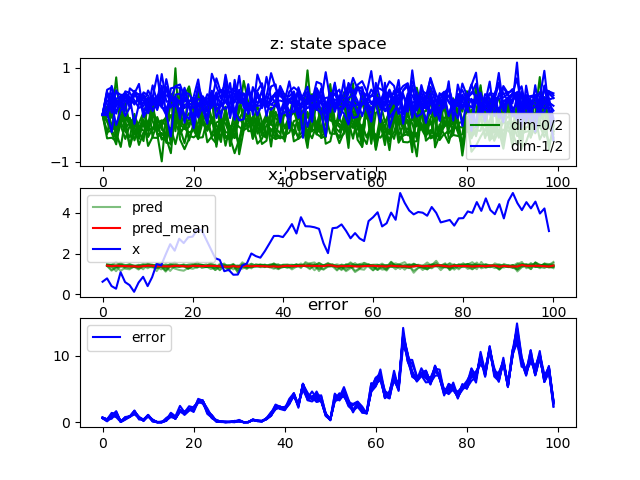 z: state space
1
0
−1
dim-0/2
dim-1/2
0 20 40 60 80 100
x: observation
4
2
0
pred
pred_mean
x
0 20 40 60 80 100
error
10
0
error
0 20 40 60 80 100